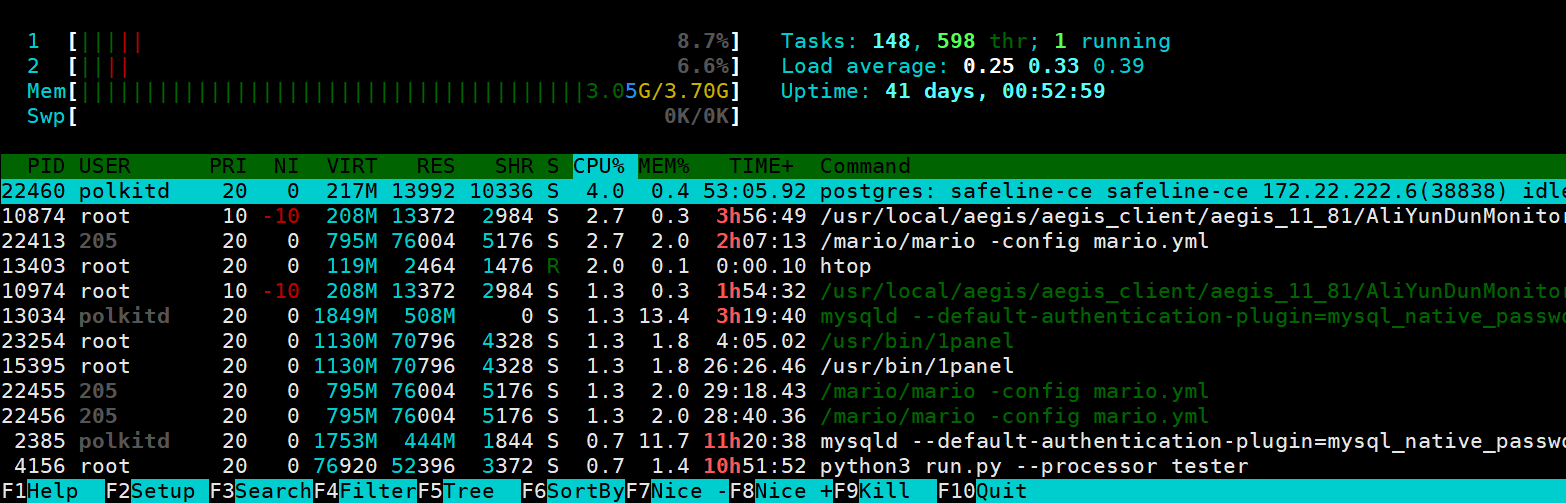 1 [||||| 8.7%] Tasks: 148, 598 thr; 1 running
2 [|||| 6.6%] Load average: 0.25 0.33 0.39
Mem[|||||||||||||||||||||||||||||||||||||||3.05G/3.70G] Uptime: 41 days, 00:52:59
Swp[ 0K/0K]
PID USER PRI NI VIRT RES SHR S CPU% MEM% TIME+ Command
22460 polkitd 20 0 217M 13992 10336 S 4.0 0.4 53:05.92 postgres: safeline-ce safeline-ce 172.22.222.6(38838) idle
10874 root 10 -10 208M 13372 2984 S 2.7 0.3 3h56:49 /usr/local/aegis/aegis_client/aegis_11_81/AliYunDunMonitor
22413 205 20 0 795M 76004 5176 S 2.7 2.0 2h07:13 /mario/mario -config mario.yml
13403 root 20 0 119M 2464 1476 R 2.0 0.1 0:00.10 htop
10974 root 10 -10 208M 13372 2984 S 1.3 0.3 1h54:32 /usr/local/aegis/aegis_client/aegis_11_81/AliYunDunMonitor
13034 polkitd 20 0 1849M 508M 0 S 1.3 13.4 3h19:40 mysqld --default-authentication-plugin=mysql_native_passwo
23254 root 20 0 1130M 70796 4328 S 1.3 1.8 4:05.02 /usr/bin/1panel
15395 root 20 0 1130M 70796 4328 S 1.3 1.8 26:26.46 /usr/bin/1panel
22455 205 20 0 795M 76004 5176 S 1.3 2.0 29:18.43 /mario/mario -config mario.yml
22456 205 20 0 795M 76004 5176 S 1.3 2.0 28:40.36 /mario/mario -config mario.yml
2385 polkitd 20 0 1753M 444M 1844 S 0.7 11.7 11h20:38 mysqld --default-authentication-plugin=mysql_native_passwo
4156 root 20 0 76920 52396 3372 S 0.7 1.4 10h51:52 python3 run.py --processor tester
F1Help F2Setup F3SearchF4FilterF5Tree F6SortByF7Nice -F8Nice +F9Kill F10Quit